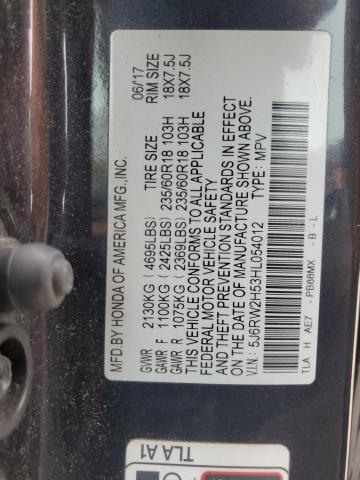 MFD.BY HONDA OF AMERICA MFG.,INC. 06/'17
TIRE SIZE RIM SIZE
GVWR 2130KG (4695LBS)
GAWR F 1100KG (2425LBS) 235/60R18 103H 18X7.5J
GAWR R 1075KG (2369LBS) 235/60R18 103H 18X7.5J
THIS VEHICLE CONFORMS TO ALL APPLICABLE
FEDERAL MOTOR VEHICLE SAFETY
AND THEFT PREVENTION STANDARDS IN EFFECT
ON THE DATE OF MANUFACTURE SHOWN ABOVE.
V.I.N.: 5J6RW2H53HL054012 TYPE: MPV
TLA H AE7 - PB88MX - B - L
TLA A1